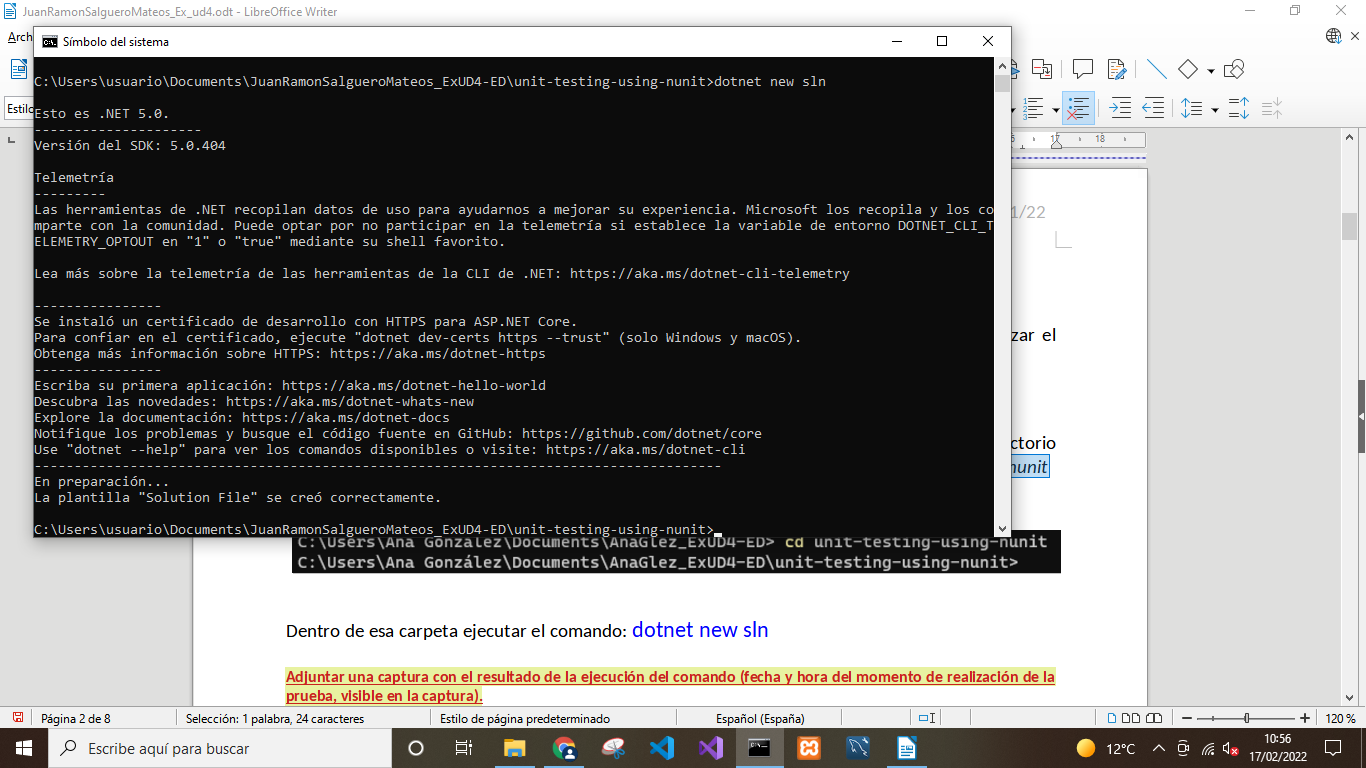 JuanRamonSalgueroMateos_Ex_ud4.odt - LibreOffice Writer
Arch
Símbolo del sistema
Estilo
C:\Users\usuario\Documents\JuanRamonSalgueroMateos_ExUD4-ED\unit-testing-using-nunit>dotnet new sln
Esto es .NET 5.0.
---------------------
Versión del SDK: 5.0.404
Telemetría
---------
Las herramientas de .NET recopilan datos de uso para ayudarnos a mejorar su experiencia. Microsoft los recopila y los co
mparte con la comunidad. Puede optar por no participar en la telemetría si establece la variable de entorno DOTNET_CLI_T
ELEMETRY_OPTOUT en "1" o "true" mediante su shell favorito.
Lea más sobre la telemetría de las herramientas de la CLI de .NET: https://aka.ms/dotnet-cli-telemetry
----------------
Se instaló un certificado de desarrollo con HTTPS para ASP.NET Core.
Para confiar en el certificado, ejecute "dotnet dev-certs https --trust" (solo Windows y macOS).
Obtenga más información sobre HTTPS: https://aka.ms/dotnet-https
----------------
Escriba su primera aplicación: https://aka.ms/dotnet-hello-world
Descubra las novedades: https://aka.ms/dotnet-whats-new
Explore la documentación: https://aka.ms/dotnet-docs
Notifique los problemas y busque el código fuente en GitHub: https://github.com/dotnet/core
Use "dotnet --help" para ver los comandos disponibles o visite: https://aka.ms/dotnet-cli
--------------------------------------------------------------------------------------
En preparación...
La plantilla "Solution File" se creó correctamente.
C:\Users\usuario\Documents\JuanRamonSalgueroMateos_ExUD4-ED\unit-testing-using-nunit>
17 18
1/22
zar el
ctorio
nunit
C:\Users\Ana González\Documents\AnaGlez_ExUD4-ED> cd unit-testing-using-nunit
C:\Users\Ana González\Documents\AnaGlez_ExUD4-ED\unit-testing-using-nunit>
Dentro de esa carpeta ejecutar el comando: dotnet new sln
Adjuntar una captura con el resultado de la ejecución del comando (fecha y hora del momento de realización de la
prueba, visible en la captura).
Página 2 de 8 Selección: 1 palabra, 24 caracteres Estilo de página predeterminado Español (España) 120 %
Escribe aquí para buscar
12°C
10:56
17/02/2022